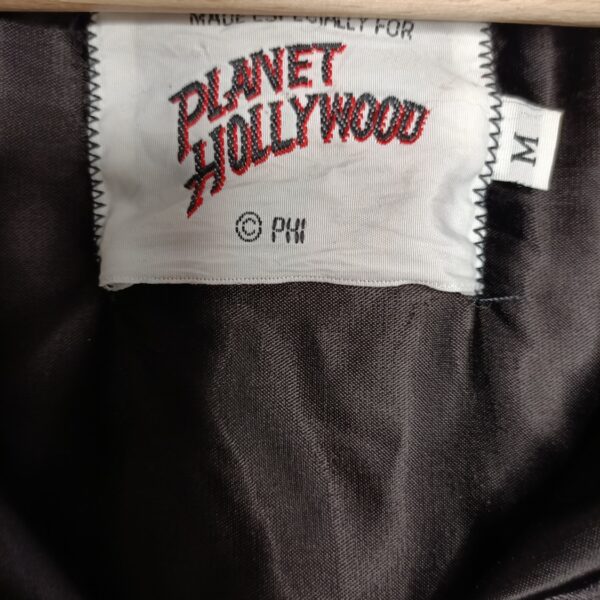 MADE ESPECIALLY FOR
PLANET
HOLLYWOOD
© PHI
M